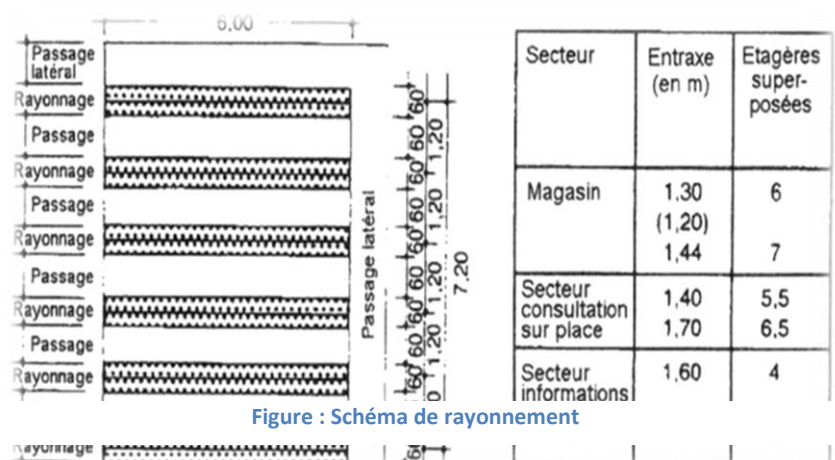 6,00
Passage
latéral
Rayonnage
Passage
Rayonnage
Passage
Rayonnage
Passage
Rayonnage
Passage
Rayonnage
Rayonnage
Passage latéral
60 60 60 60 60 60 60 60 60
1,20 1,20 1,20 1,20
7,20
Secteur Entraxe (en m) Etagères super-posées
Magasin 1,30 6
(1,20)
1,44 7
Secteur consultation sur place 1,40 5,5
1,70 6,5
Secteur informations 1,60 4
Figure : Schéma de rayonnement